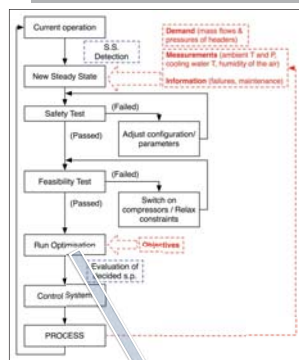 Current operation
Demand (mass flows &
pressures of headers)
S.S.
Detection
Measurements (ambient T and P,
cooling water T, humidity of the air)
New Steady State
Information (failures, maintenance)
Safety Test
(Failed)
(Passed)
Adjust configuration/
parameters
Feasibility Test
(Failed)
(Passed)
Switch on
compressors / Relax
constraints
Run Optimisation
Objectives
Evaluation of
decided s.p.
Control System
PROCESS